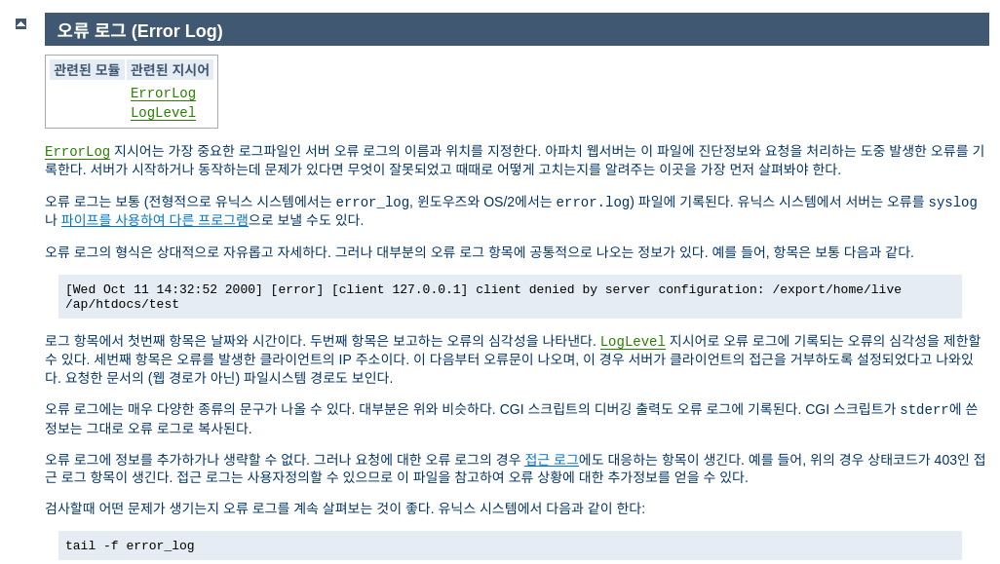 오류 로그 (Error Log)
관련된 모듈 관련된 지시어
ErrorLog
LogLevel
ErrorLog 지시어는 가장 중요한 로그파일인 서버 오류 로그의 이름과 위치를 지정한다. 아파치 웹서버는 이 파일에 진단정보와 요청을 처리하는 도중 발생한 오류를 기
록한다. 서버가 시작하거나 동작하는데 문제가 있다면 무엇이 잘못되었고 때때로 어떻게 고치는지를 알려주는 이곳을 가장 먼저 살펴봐야 한다.
오류 로그는 보통 (전형적으로 유닉스 시스템에서는 error_log, 윈도우즈와 OS/2에서는 error.log) 파일에 기록된다. 유닉스 시스템에서 서버는 오류를 syslog
나 파이프를 사용하여 다른 프로그램으로 보낼 수도 있다.
오류 로그의 형식은 상대적으로 자유롭고 자세하다. 그러나 대부분의 오류 로그 항목에 공통적으로 나오는 정보가 있다. 예를 들어, 항목은 보통 다음과 같다.
[Wed Oct 11 14:32:52 2000] [error] [client 127.0.0.1] client denied by server configuration: /export/home/live
/ap/htdocs/test
로그 항목에서 첫번째 항목은 날짜와 시간이다. 두번째 항목은 보고하는 오류의 심각성을 나타낸다. LogLevel 지시어로 오류 로그에 기록되는 오류의 심각성을 제한할
수 있다. 세번째 항목은 오류를 발생한 클라이언트의 IP 주소이다. 이 다음부터 오류문이 나오며, 이 경우 서버가 클라이언트의 접근을 거부하도록 설정되었다고 나와있
다. 요청한 문서의 (웹 경로가 아닌) 파일시스템 경로도 보인다.
오류 로그에는 매우 다양한 종류의 문구가 나올 수 있다. 대부분은 위와 비슷하다. CGI 스크립트의 디버깅 출력도 오류 로그에 기록된다. CGI 스크립트가 stderr에 쓴
정보는 그대로 오류 로그로 복사된다.
오류 로그에 정보를 추가하가나 생략할 수 없다. 그러나 요청에 대한 오류 로그의 경우 접근 로그에도 대응하는 항목이 생긴다. 예를 들어, 위의 경우 상태코드가 403인 접
근 로그 항목이 생긴다. 접근 로그는 사용자정의할 수 있으므로 이 파일을 참고하여 오류 상황에 대한 추가정보를 얻을 수 있다.
검사할때 어떤 문제가 생기는지 오류 로그를 계속 살펴보는 것이 좋다. 유닉스 시스템에서 다음과 같이 한다:
tail -f error_log